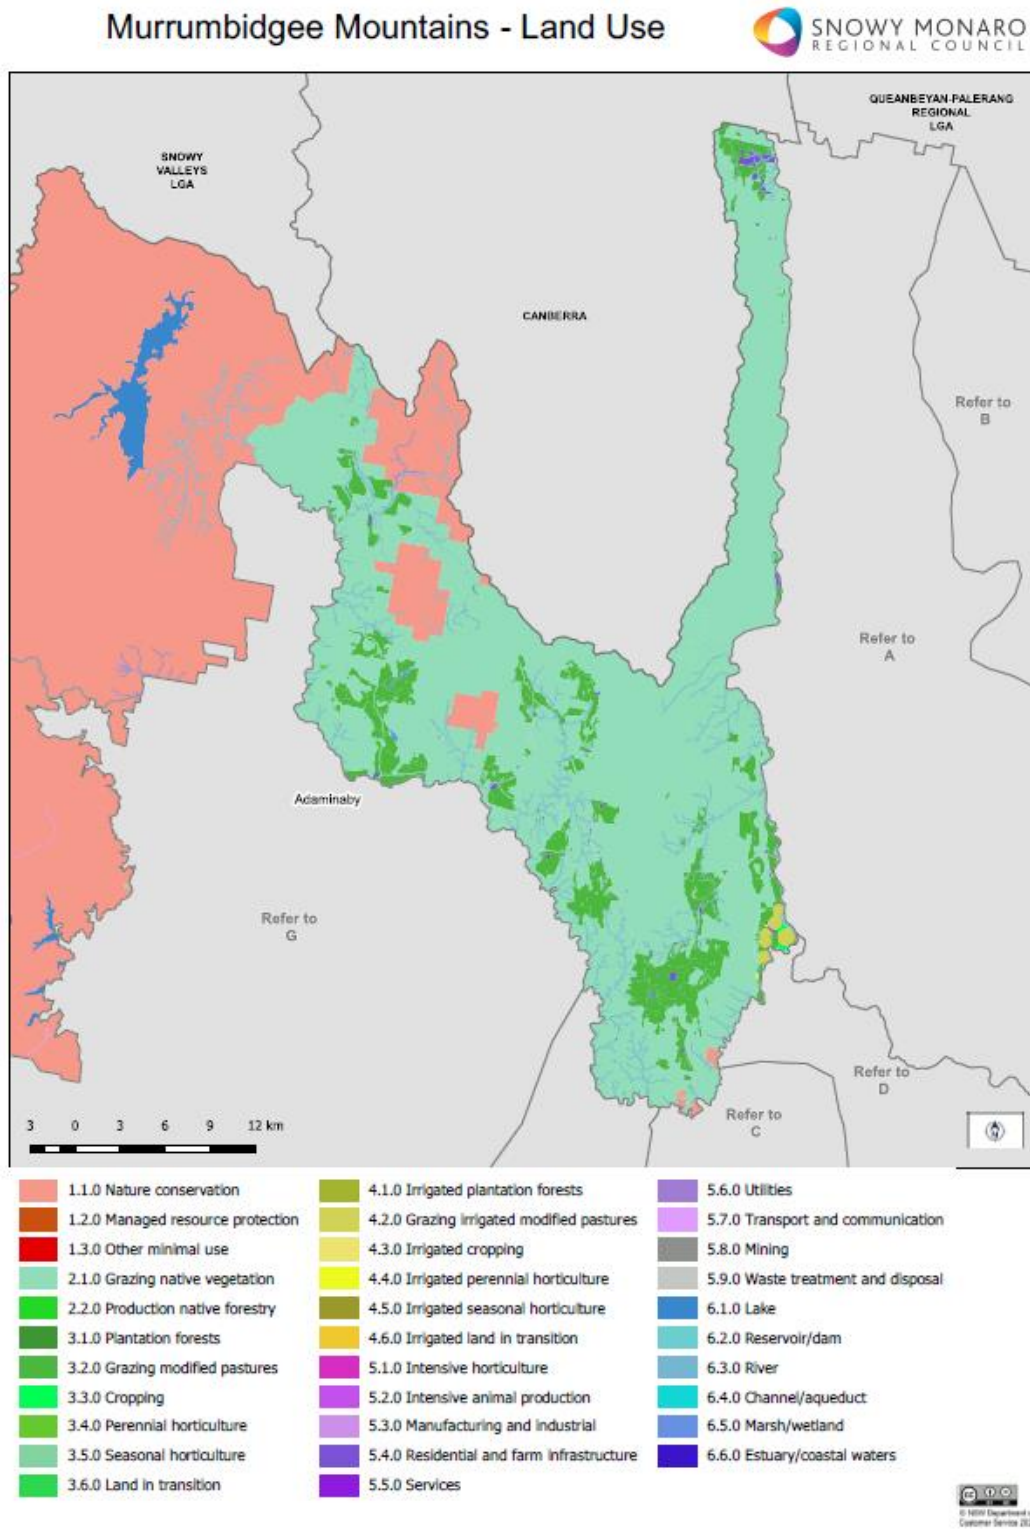 Murrumbidgee Mountains - Land Use
SNOWY MONARO
REGIONAL COUNCIL
QUEANBEYAN-PALERANG
REGIONAL
LGA
SNOWY
VALLEYS
LGA
CANBERRA
Refer to
B
Refer to
A
Adaminaby
Refer to
G
Refer to
D
Refer to
C
3 0 3 6 9 12 km
N
1.1.0 Nature conservation
1.2.0 Managed resource protection
1.3.0 Other minimal use
2.1.0 Grazing native vegetation
2.2.0 Production native forestry
3.1.0 Plantation forests
3.2.0 Grazing modified pastures
3.3.0 Cropping
3.4.0 Perennial horticulture
3.5.0 Seasonal horticulture
3.6.0 Land in transition
4.1.0 Irrigated plantation forests
4.2.0 Grazing irrigated modified pastures
4.3.0 Irrigated cropping
4.4.0 Irrigated perennial horticulture
4.5.0 Irrigated seasonal horticulture
4.6.0 Irrigated land in transition
5.1.0 Intensive horticulture
5.2.0 Intensive animal production
5.3.0 Manufacturing and industrial
5.4.0 Residential and farm infrastructure
5.5.0 Services
5.6.0 Utilities
5.7.0 Transport and communication
5.8.0 Mining
5.9.0 Waste treatment and disposal
6.1.0 Lake
6.2.0 Reservoir/dam
6.3.0 River
6.4.0 Channel/aqueduct
6.5.0 Marsh/wetland
6.6.0 Estuary/coastal waters
cc
© NSW Department
Customer Service